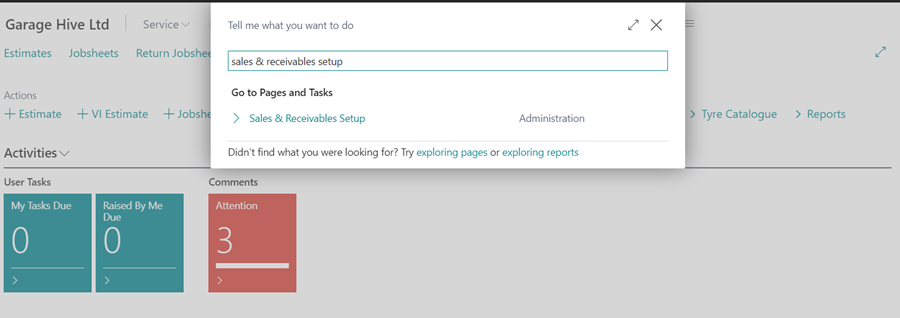 Garage Hive Ltd
Service
Tell me what you want to do
Estimates Jobsheets Return Jobshe
sales & receivables setup
Go to Pages and Tasks
Actions
Estimate VI Estimate Jobshe
Sales & Receivables Setup Administration
Tyre Catalogue Reports
Didn't find what you were looking for? Try exploring pages or exploring reports
Activities
User Tasks
Comments
My Tasks Due
0
Raised By Me Due
0
Attention
3